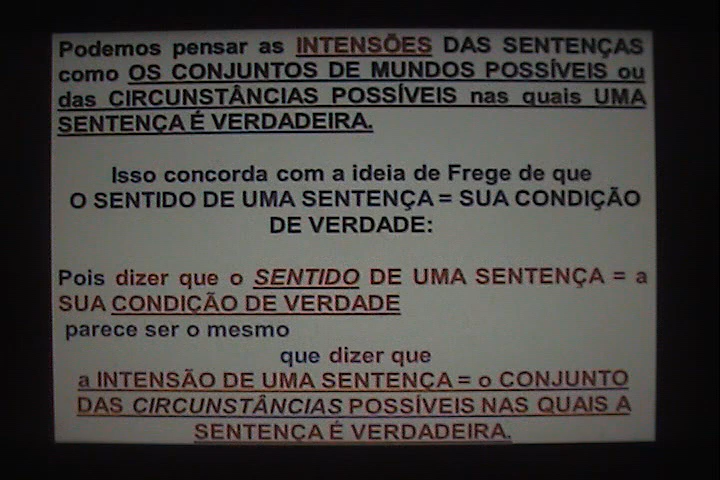 Podemos pensar as INTENSÕES DAS SENTENÇAS
como OS CONJUNTOS DE MUNDOS POSSÍVEIS ou
das CIRCUNSTÂNCIAS POSSÍVEIS nas quais UMA
SENTENÇA É VERDADEIRA.
Isso concorda com a ideia de Frege de que
O SENTIDO DE UMA SENTENÇA = SUA CONDIÇÃO
DE VERDADE:
Pois dizer que o SENTIDO DE UMA SENTENÇA = a
SUA CONDIÇÃO DE VERDADE
parece ser o mesmo
que dizer que
a INTENSÃO DE UMA SENTENÇA = o CONJUNTO
DAS CIRCUNSTÂNCIAS POSSÍVEIS NAS QUAIS A
SENTENÇA É VERDADEIRA.